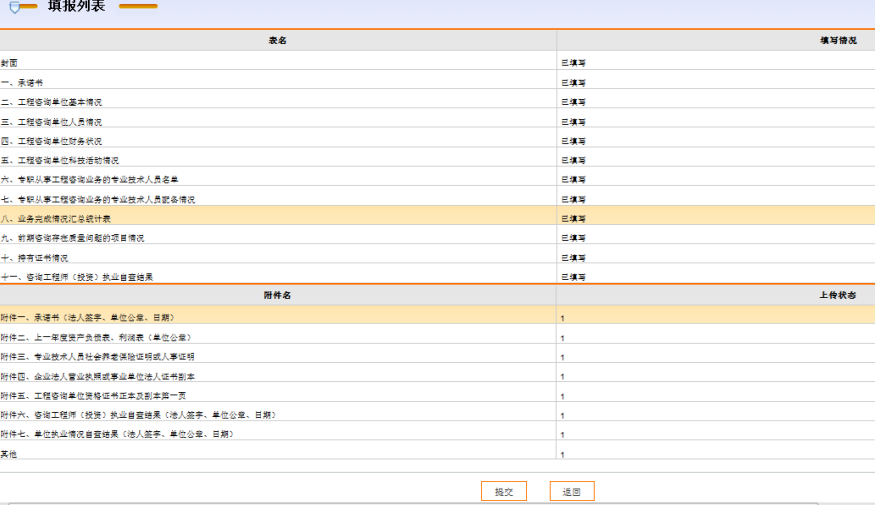 填报列表
表名 填写情况
封面 已填写
一、承诺书 已填写
二、工程咨询单位基本情况 已填写
三、工程咨询单位人员情况 已填写
四、工程咨询单位财务状况 已填写
五、工程咨询单位科技活动情况 已填写
六、专职从事工程咨询业务的专业技术人员名单 已填写
七、专职从事工程咨询业务的专业技术人员配备情况 已填写
八、业务完成情况汇总统计表 已填写
九、前期咨询存在质量问题的项目情况 已填写
十、持有证书情况 已填写
十一、咨询工程师（投资）执业自查结果 已填写
附件名 上传状态
附件一、承诺书（法人签字、单位公章、日期） 1
附件二、上一年度资产负债表、利润表（单位公章） 1
附件三、专业技术人员社会养老保险证明或人事证明 1
附件四、企业法人营业执照或事业单位法人证书副本 1
附件五、工程咨询单位资格证书正本及副本第一页 1
附件六、咨询工程师（投资）执业自查结果（法人签字、单位公章、日期） 1
附件七、单位执业情况自查结果（法人签字、单位公章、日期） 1
其他 1
提交 返回